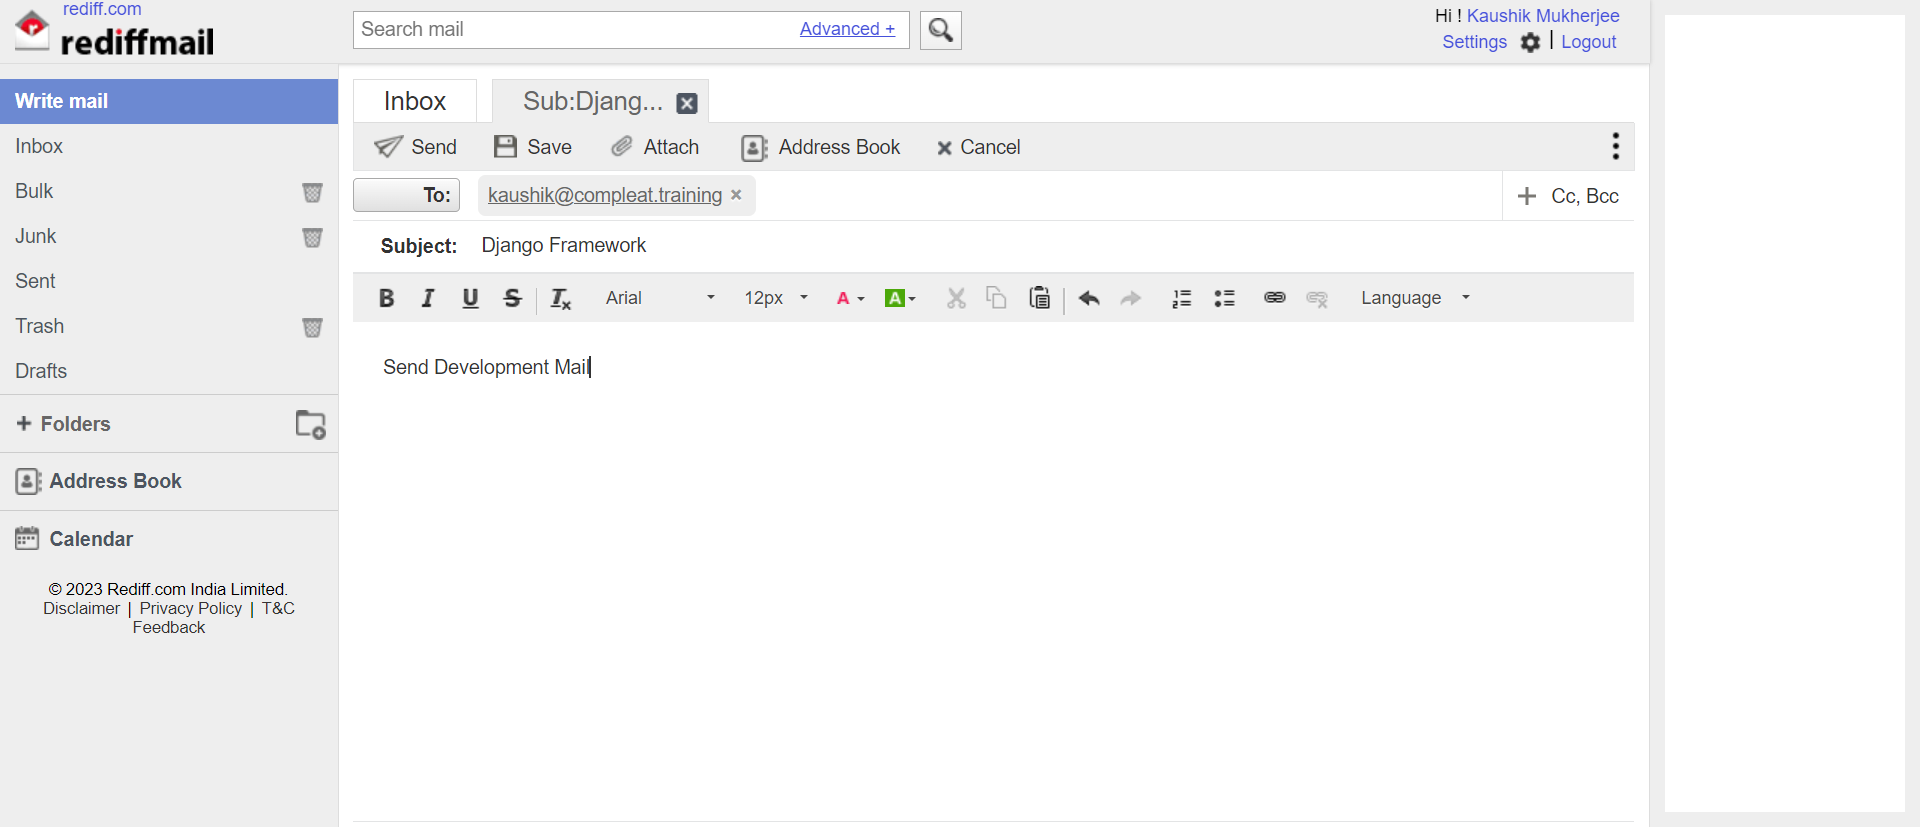 rediff.com
rediffmail
Search mail Advanced +
Hi ! Kaushik Mukherjee
Settings | Logout
Write mail
Inbox
Bulk
Junk
Sent
Trash
Drafts
+ Folders
Address Book
Calendar
© 2023 Rediff.com India Limited.
Disclaimer | Privacy Policy | T&C
Feedback
Inbox Sub:Djang...
Send Save Attach Address Book Cancel
To: kaushik@compleat.training Cc, Bcc
Subject: Django Framework
B I U S Tx Arial 12px A A Language
Send Development Mail